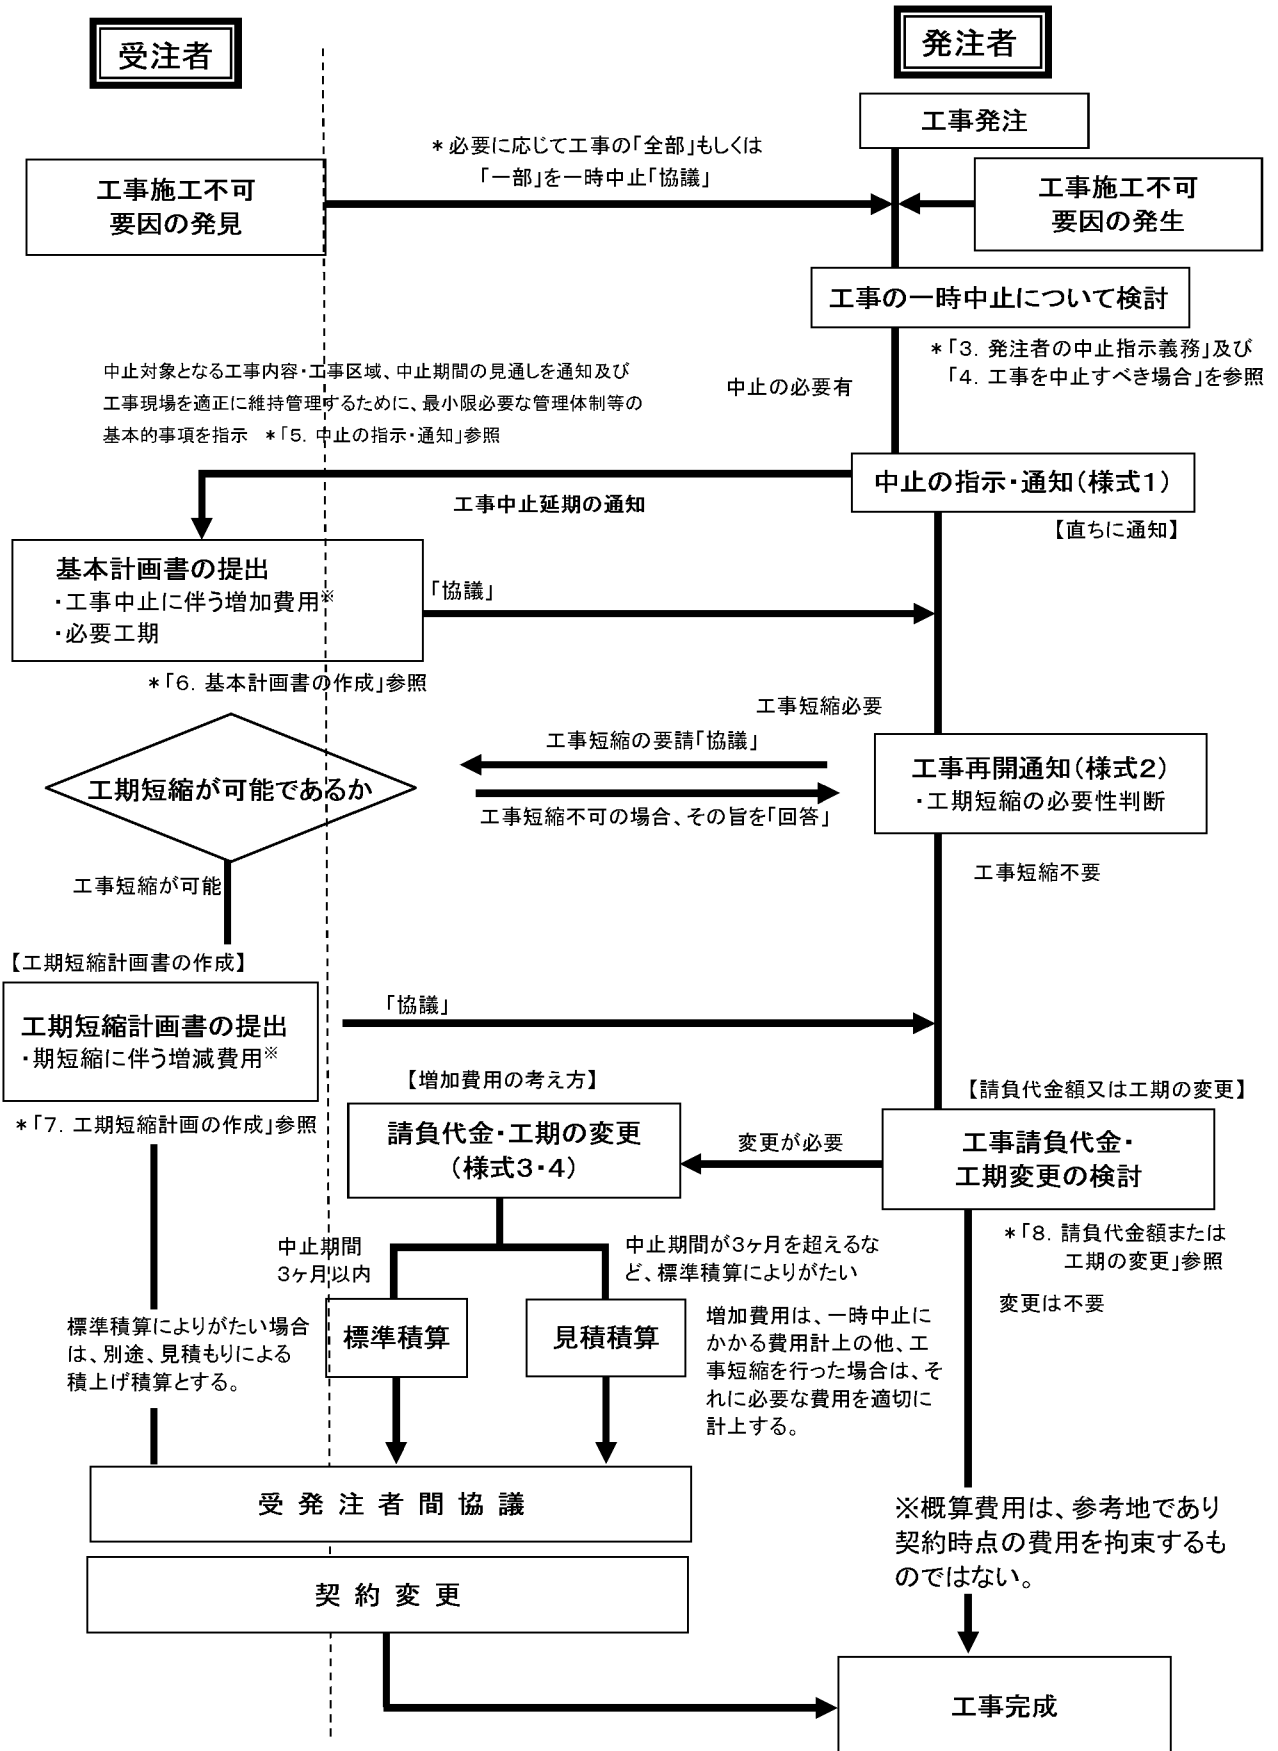 受注者
発注者
工事発注
＊必要に応じて工事の「全部」もしくは
「一部」を一時中止「協議」
工事施工不可
要因の発見
工事施工不可
要因の発生
工事の一時中止について検討
＊「3．発注者の中止指示義務」及び
「4．工事を中止すべき場合」を参照
中止対象となる工事内容・工事区域、中止期間の見通しを通知及び
工事現場を適正に維持管理するために、最小限必要な管理体制等の
基本的事項を指示　＊「5．中止の指示・通知」参照
中止の必要有
中止の指示・通知（様式1）
工事中止延期の通知
【直ちに通知】
基本計画書の提出
・工事中止に伴う増加費用※
・必要工期
「協議」
＊「6．基本計画書の作成」参照
工事短縮必要
工事短縮の要請「協議」
工期短縮が可能であるか
工事再開通知（様式2）
・工期短縮の必要性判断
工事短縮不可の場合、その旨を「回答」
工事短縮が可能
工事短縮不要
【工期短縮計画書の作成】
工期短縮計画書の提出
・期短縮に伴う増減費用※
「協議」
＊「7．工期短縮計画の作成」参照
【増加費用の考え方】
【請負代金額又は工期の変更】
請負代金・工期の変更
（様式3・4）
変更が必要
工事請負代金・
工期変更の検討
＊「8．請負代金額または
工期の変更」参照
中止期間
3ヶ月以内
中止期間が3ヶ月を超えるな
ど、標準積算によりがたい
変更は不要
標準積算によりがたい場合
は、別途、見積もりによる
積上げ積算とする。
標準積算
見積積算
増加費用は、一時中止に
かかる費用計上の他、工
事短縮を行った場合は、そ
れに必要な費用を適切に
計上する。
受発注者間協議
※概算費用は、参考地であり
契約時点の費用を拘束するも
のではない。
契約変更
工事完成